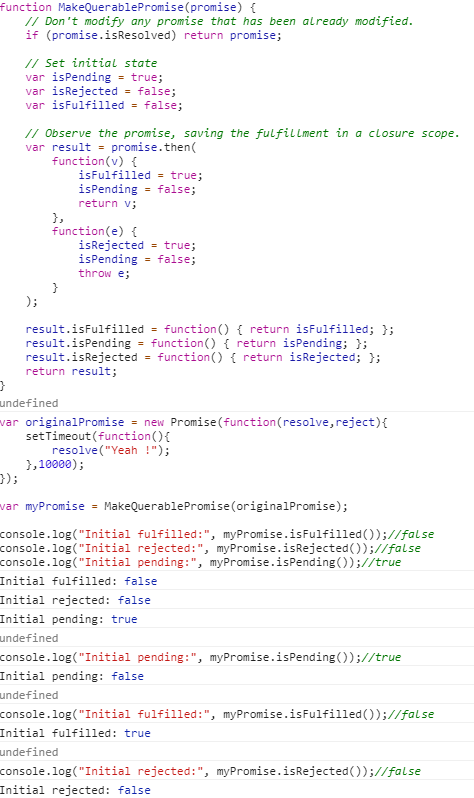 function MakeQuerablePromise(promise) {
// Don't modify any promise that has been already modified.
if (promise.isResolved) return promise;
// Set initial state
var isPending = true;
var isRejected = false;
var isFulfilled = false;
// Observe the promise, saving the fulfillment in a closure scope.
var result = promise.then(
function(v) {
isFulfilled = true;
isPending = false;
return v;
},
function(e) {
isRejected = true;
isPending = false;
throw e;
}
);
result.isFulfilled = function() { return isFulfilled; };
result.isPending = function() { return isPending; };
result.isRejected = function() { return isRejected; };
return result;
}
undefined
var originalPromise = new Promise(function(resolve,reject){
setTimeout(function(){
resolve("Yeah !");
},10000);
});
var myPromise = MakeQuerablePromise(originalPromise);
console.log("Initial fulfilled:", myPromise.isFulfilled());//false
console.log("Initial rejected:", myPromise.isRejected());//false
console.log("Initial pending:", myPromise.isPending());//true
Initial fulfilled: false
Initial rejected: false
Initial pending: true
undefined
console.log("Initial pending:", myPromise.isPending());//true
Initial pending: false
undefined
console.log("Initial fulfilled:", myPromise.isFulfilled());//false
Initial fulfilled: true
undefined
console.log("Initial rejected:", myPromise.isRejected());//false
Initial rejected: false